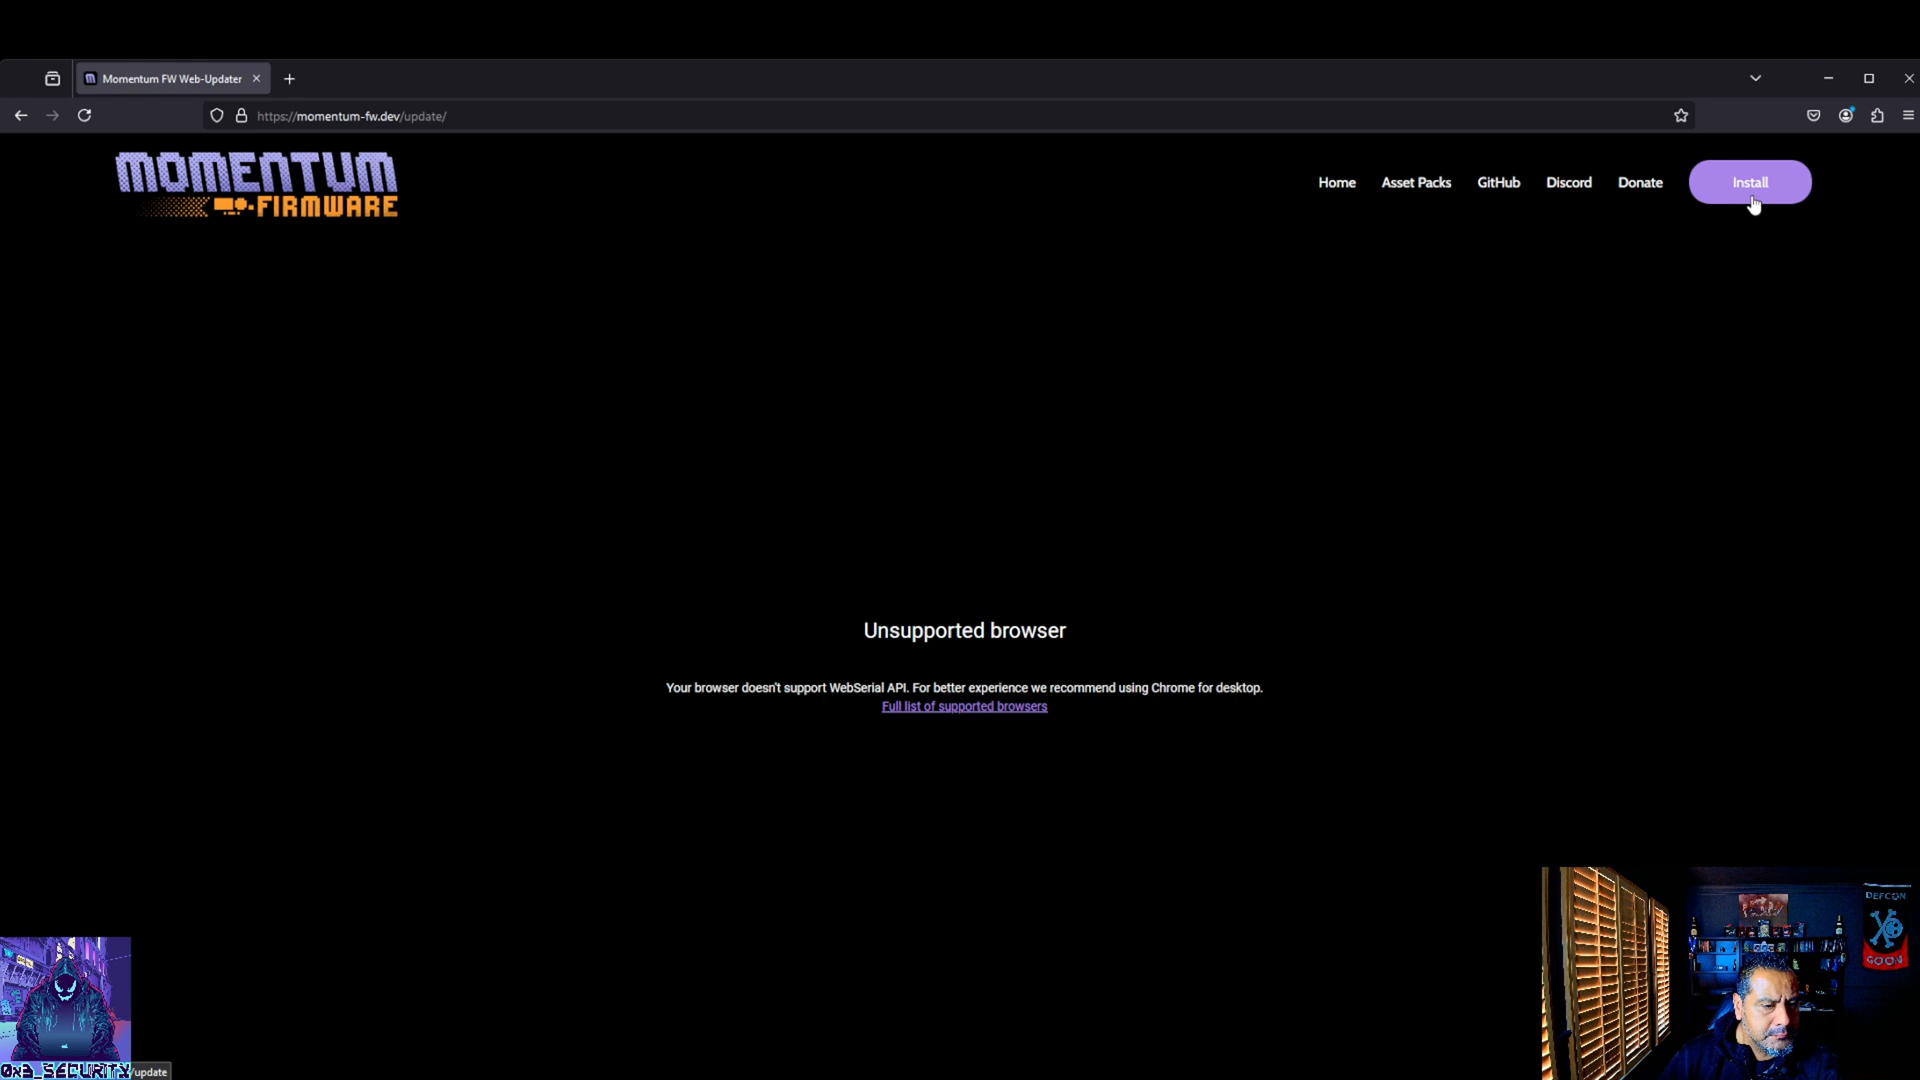 Momentum FW Web-Updater
https://momentum-fw.dev/update/
MOMENTUM
FIRMWARE
Home
Asset Packs
GitHub
Discord
Donate
Install
Unsupported browser
Your browser doesn't support WebSerial API. For better experience we recommend using Chrome for desktop.
Full list of supported browsers
DEFCON
GOON
0x3_SECURITY
/update